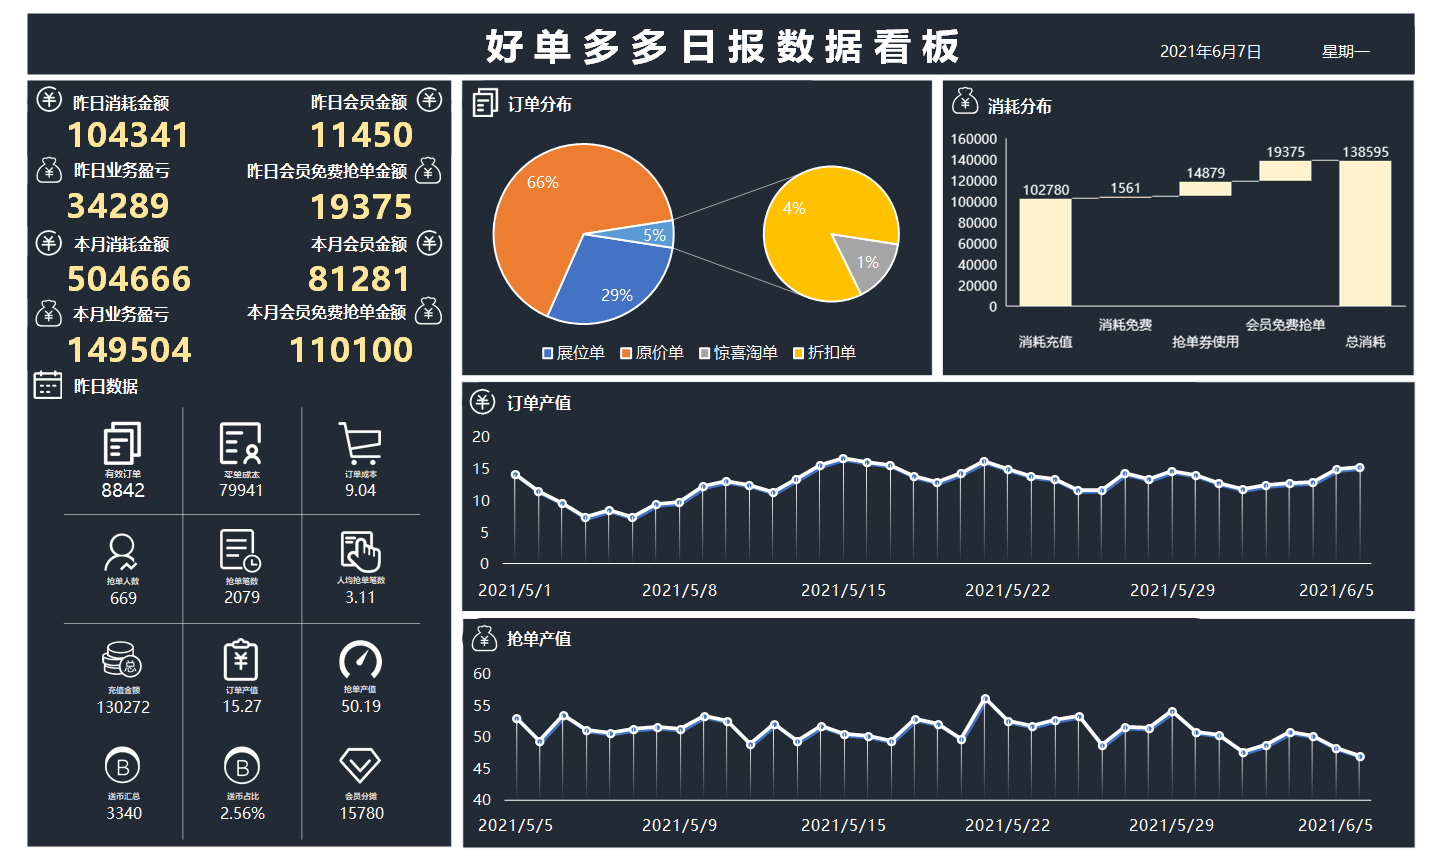 好单多多日报数据看板
2021年6月7日 星期一
昨日消耗金额 昨日会员金额
104341 11450
昨日业务盈亏 昨日会员免费抢单金额
34289 19375
本月消耗金额 本月会员金额
504666 81281
本月业务盈亏 本月会员免费抢单金额
149504 110100
昨日数据
有效订单 买单成本 订单成本
8842 79941 9.04
抢单人数 抢单笔数 人均抢单笔数
669 2079 3.11
总
充值金额 订单产值 抢单产值
130272 15.27 50.19
B B
送币汇总 送币占比 会员分摊
3340 2.56% 15780
订单分布
66%
5%
29%
4%
1%
展位单 原价单 惊喜淘单 折扣单
消耗分布
160000
140000
120000
100000
80000
60000
40000
20000
0
102780 1561 14879 19375 138595
消耗充值 消耗免费 抢单券使用 会员免费抢单 总消耗
订单产值
20
15
10
5
0
2021/5/1 2021/5/8 2021/5/15 2021/5/22 2021/5/29 2021/6/5
抢单产值
60
55
50
45
40
2021/5/5 2021/5/9 2021/5/15 2021/5/22 2021/5/29 2021/6/5